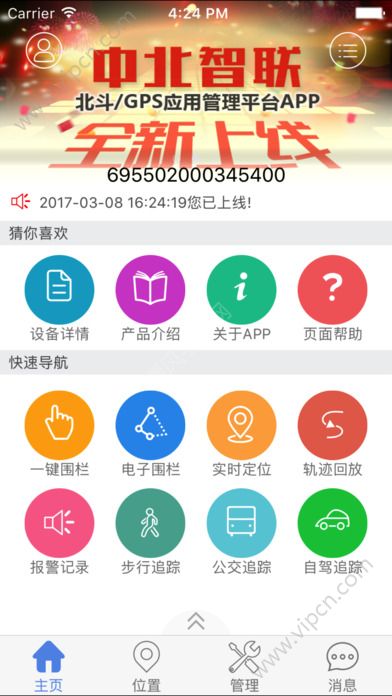 Carrier 4:24 PM
中北智联
北斗/GPS应用管理平台APP
全新上线
695502000345400
2017-03-08 16:24:19您已上线!
猜你喜欢
设备详情 产品介绍 关于APP 页面帮助
快速导航
一键围栏 电子围栏 实时定位 轨迹回放
报警记录 步行追踪 公交追踪 自驾追踪
主页 位置 管理 消息
www.vipcn.com